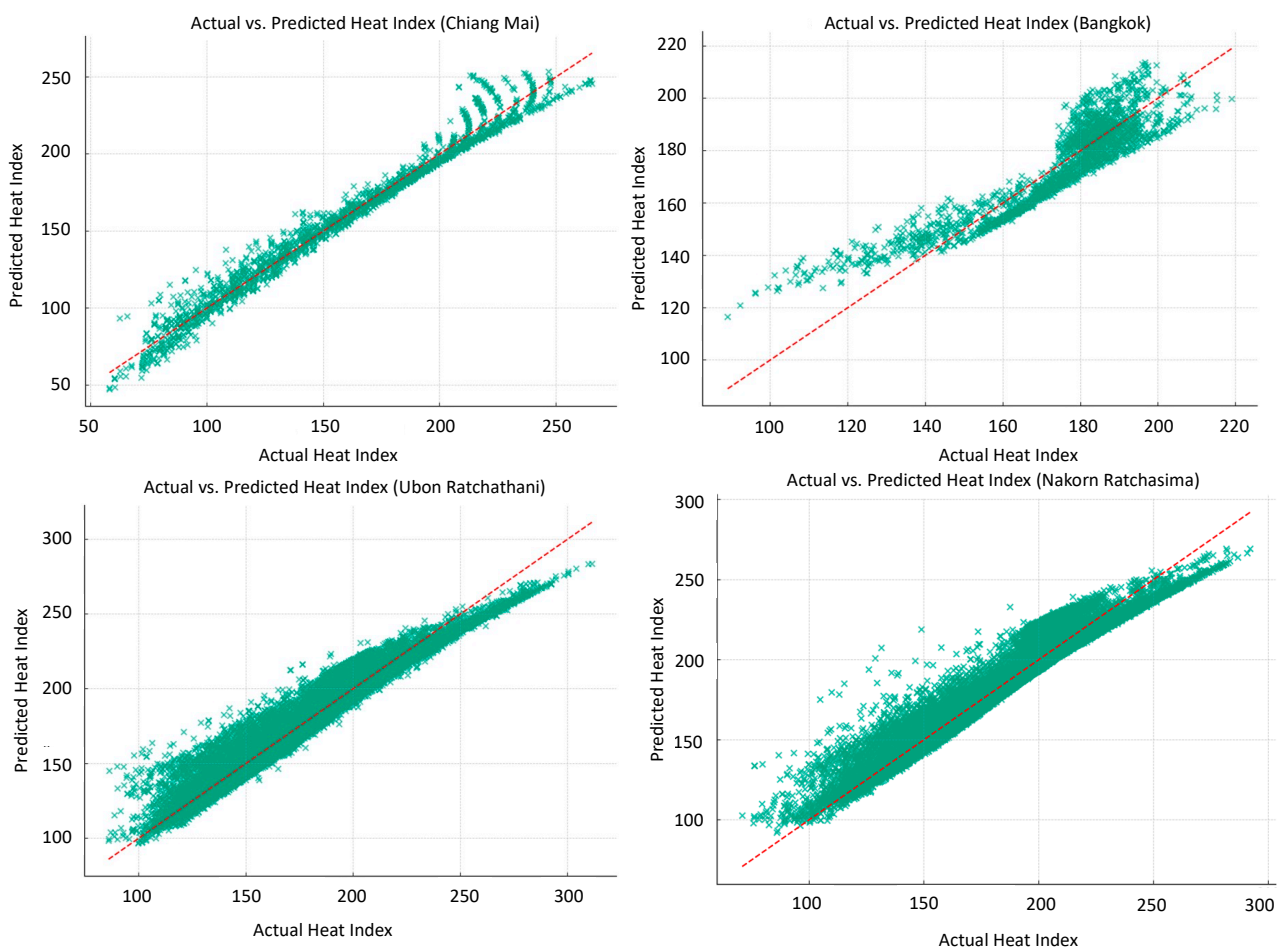 Actual vs. Predicted Heat Index (Chiang Mai)
Predicted Heat Index
250
200
150
100
50
50 100 150 200 250
Actual Heat Index
Actual vs. Predicted Heat Index (Bangkok)
Predicted Heat Index
220
200
180
160
140
120
100
100 120 140 160 180 200 220
Actual Heat Index
Actual vs. Predicted Heat Index (Ubon Ratchathani)
Predicted Heat Index
300
250
200
150
100
100 150 200 250 300
Actual Heat Index
Actual vs. Predicted Heat Index (Nakorn Ratchasima)
Predicted Heat Index
300
250
200
150
100
100 150 200 250 300
Actual Heat Index